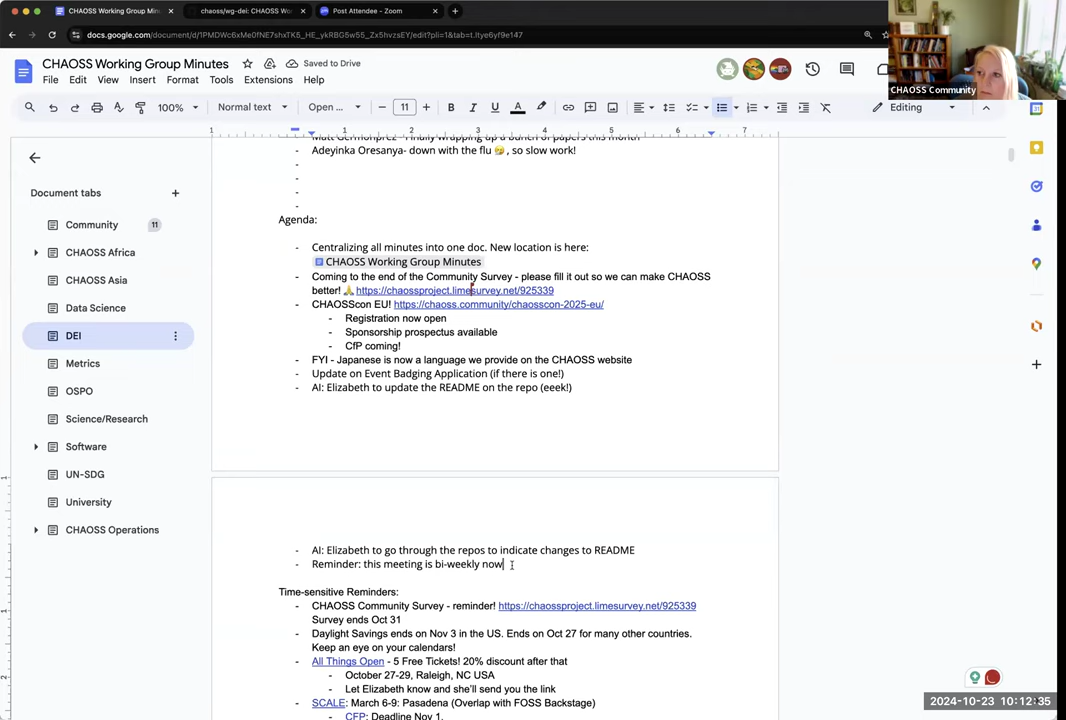 CHAOSS Working Group Minutes
chaoss/wg-dei: CHAOSS Wo
Post Attendee - Zoom
docs.google.com/document/d/1PMDWc6xMe0fNE7shxTK5_HE_ykRBG5w55_Zx5hvzsEY/edit?pli=1&tab=t.ltye6yf9e147
CHAOSS Working Group Minutes
Saved to Drive
File Edit View Insert Format Tools Extensions Help
100% Normal text Open ... 11 Editing
CHAOSS Community
1 1 2 3 4 5 6 7
Document tabs
Community 11
CHAOSS Africa
CHAOSS Asia
Data Science
DEI
Metrics
OSPO
Science/Research
Software
UN-SDG
University
CHAOSS Operations
- Adeyinka Oresanya- down with the flu 🤧, so slow work!
-
-
-
Agenda:
- Centralizing all minutes into one doc. New location is here:
CHAOSS Working Group Minutes
- Coming to the end of the Community Survey - please fill it out so we can make CHAOSS
better! 🙏 https://chaossproject.limesurvey.net/925339
- CHAOSScon EU! https://chaoss.community/chaosscon-2025-eu/
- Registration now open
- Sponsorship prospectus available
- CfP coming!
- FYI - Japanese is now a language we provide on the CHAOSS website
- Update on Event Badging Application (if there is one!)
- AI: Elizabeth to update the README on the repo (eeek!)
- AI: Elizabeth to go through the repos to indicate changes to README
- Reminder: this meeting is bi-weekly now
Time-sensitive Reminders:
- CHAOSS Community Survey - reminder! https://chaossproject.limesurvey.net/925339
Survey ends Oct 31
- Daylight Savings ends on Nov 3 in the US. Ends on Oct 27 for many other countries.
Keep an eye on your calendars!
- All Things Open - 5 Free Tickets! 20% discount after that
- October 27-29, Raleigh, NC USA
- Let Elizabeth know and she'll send you the link
- SCALE: March 6-9: Pasadena (Overlap with FOSS Backstage)
- CFP: Deadline Nov 1.
2024-10-23 10:12:35